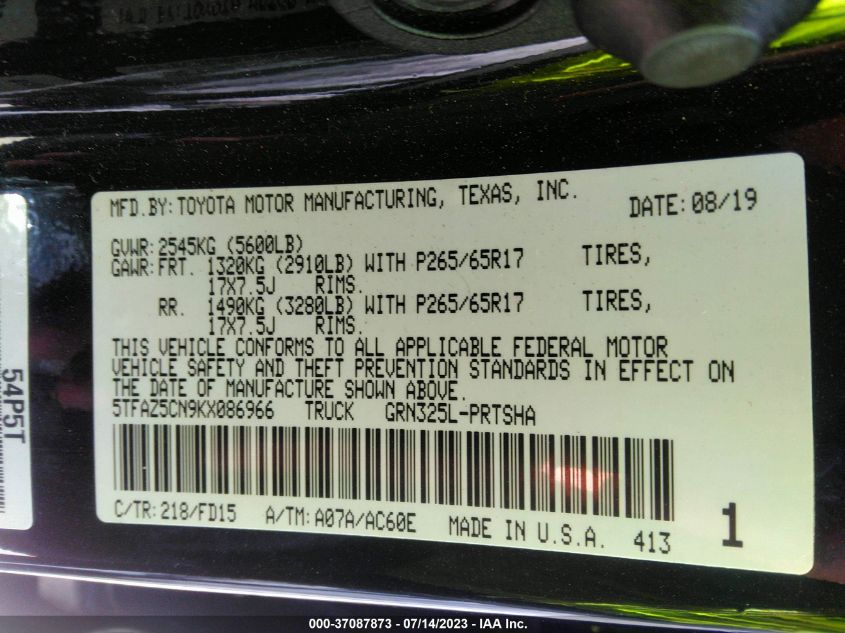 MFD.BY: TOYOTA MOTOR MANUFACTURING, TEXAS, INC. DATE: 08/19
GVWR: 2545KG (5600LB)
GAWR: FRT. 1320KG (2910LB) WITH P265/65R17 TIRES,
17X7.5J RIMS.
RR. 1490KG (3280LB) WITH P265/65R17 TIRES,
17X7.5J RIMS.
THIS VEHICLE CONFORMS TO ALL APPLICABLE FEDERAL MOTOR
VEHICLE SAFETY AND THEFT PREVENTION STANDARDS IN EFFECT ON
THE DATE OF MANUFACTURE SHOWN ABOVE.
5TFAZ5CN9KX086966 TRUCK GRN325L-PRTSHA
C/TR: 218/FD15 A/TM: A07A/AC60E MADE IN U.S.A. 413 1
54P5T
000-37087873 / 07/14/2023 - IAA Inc.